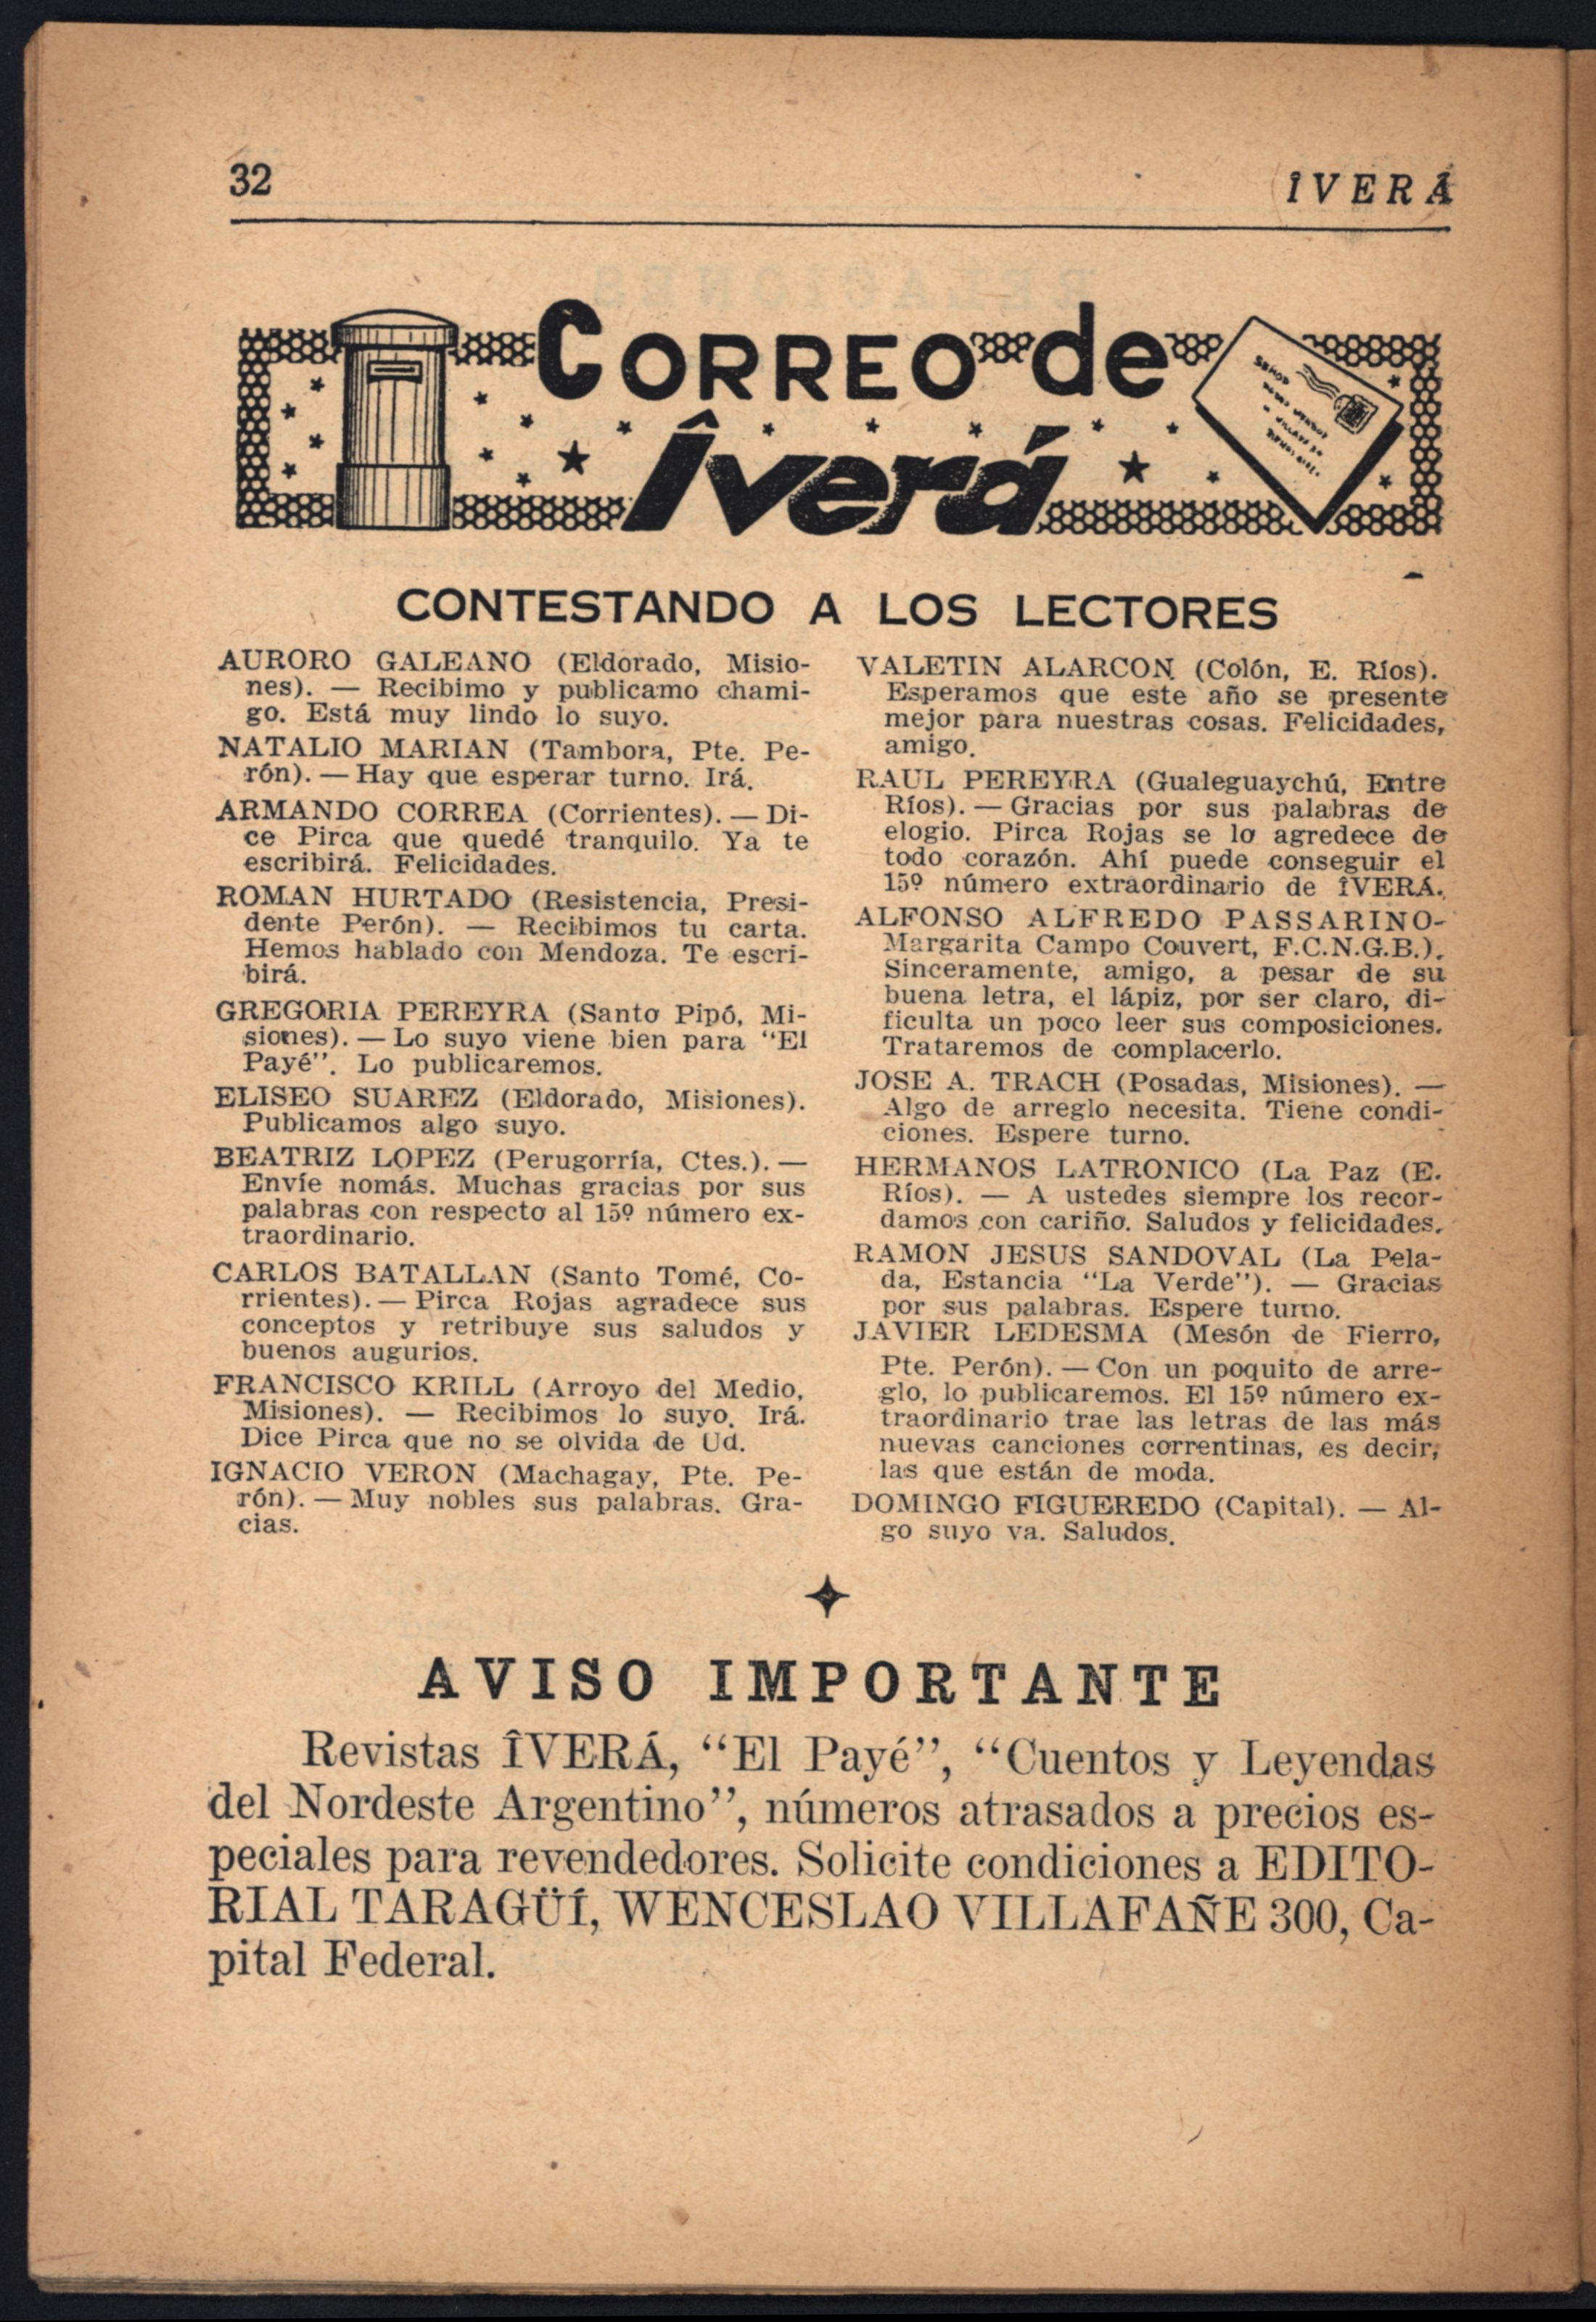 32
ÎVERÁ
CORREO de
Îverá
CONTESTANDO A LOS LECTORES
AURORO GALEANO (Eldorado, Misio-
nes). — Recibimo y publicamo chami-
go. Está muy lindo lo suyo.
NATALIO MARIAN (Tambora, Pte. Pe-
rón). — Hay que esperar turno. Irá.
ARMANDO CORREA (Corrientes). — Di-
ce Pirca que quedé tranquilo. Ya te
escribirá. Felicidades.
ROMAN HURTADO (Resistencia, Presi-
dente Perón). — Recibimos tu carta.
Hemos hablado con Mendoza. Te escri-
birá.
GREGORIA PEREYRA (Santo Pipó, Mi-
siones). — Lo suyo viene bien para “El
Payé”. Lo publicaremos.
ELISEO SUAREZ (Eldorado, Misiones).
Publicamos algo suyo.
BEATRIZ LOPEZ (Perugorría, Ctes.). —
Envíe nomás. Muchas gracias por sus
palabras con respecto al 15º número ex-
traordinario.
CARLOS BATALLAN (Santo Tomé, Co-
rrientes). — Pirca Rojas agradece sus
conceptos y retribuye sus saludos y
buenos augurios.
FRANCISCO KRILL (Arroyo del Medio,
Misiones). — Recibimos lo suyo. Irá.
Dice Pirca que no se olvida de Ud.
IGNACIO VERON (Machagay, Pte. Pe-
rón). — Muy nobles sus palabras. Gra-
cias.
VALETIN ALARCON (Colón, E. Ríos).
Esperamos que este año se presente
mejor para nuestras cosas. Felicidades,
amigo.
RAUL PEREYRA (Gualeguaychú, Entre
Ríos). — Gracias por sus palabras de
elogio. Pirca Rojas se lo agredece de
todo corazón. Ahí puede conseguir el
15º número extraordinario de ÎVERÁ.
ALFONSO ALFREDO PASSARINO-
Margarita Campo Couvert, F.C.N.G.B.).
Sinceramente, amigo, a pesar de su
buena letra, el lápiz, por ser claro, di-
ficulta un poco leer sus composiciones.
Trataremos de complacerlo.
JOSE A. TRACH (Posadas, Misiones). —
Algo de arreglo necesita. Tiene condi-
ciones. Espere turno.
HERMANOS LATRONICO (La Paz (E.
Ríos). — A ustedes siempre los recor-
damos con cariño. Saludos y felicidades.
RAMON JESUS SANDOVAL (La Pela-
da, Estancia “La Verde”). — Gracias
por sus palabras. Espere turno.
JAVIER LEDESMA (Mesón de Fierro,
Pte. Perón). — Con un poquito de arre-
glo, lo publicaremos. El 15º número ex-
traordinario trae las letras de las más
nuevas canciones correntinas, es decir,
las que están de moda.
DOMINGO FIGUEREDO (Capital). — Al-
go suyo va. Saludos.
AVISO IMPORTANTE
Revistas ÎVERÁ, “El Payé”, “Cuentos y Leyendas
del Nordeste Argentino”, números atrasados a precios es-
peciales para revendedores. Solicite condiciones a EDITO-
RIAL TARAGÜÍ, WENCESLAO VILLAFAÑE 300, Ca-
pital Federal.